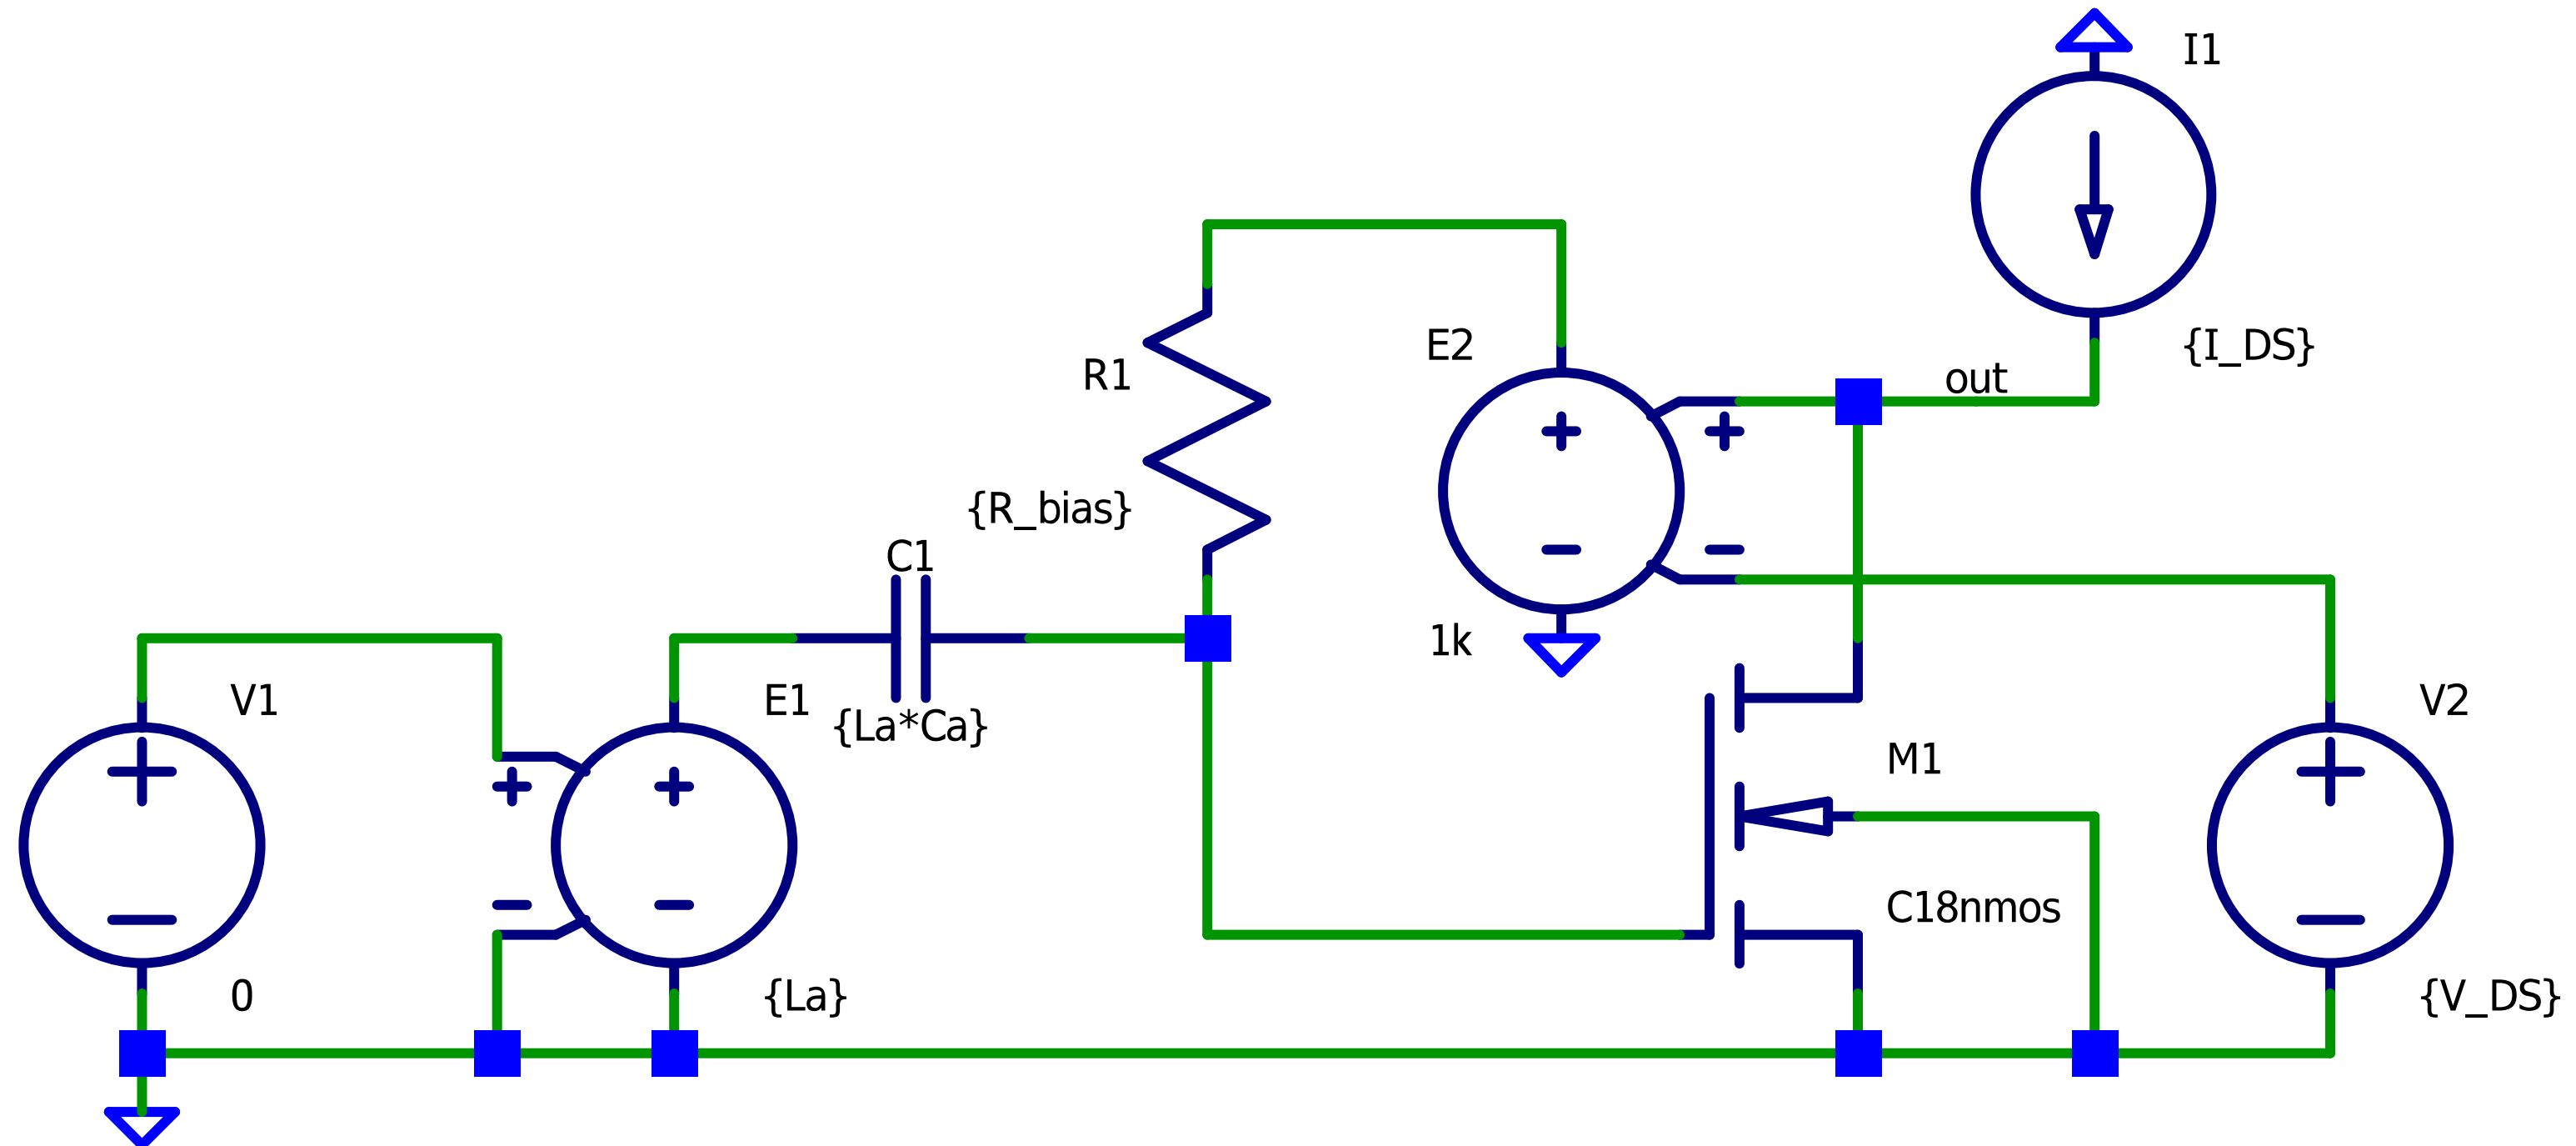 I1
{I_DS}
out
E2
1k
R1
{R_bias}
C1
{La*Ca}
V1
0
E1
{La}
M1
C18nmos
V2
{V_DS}